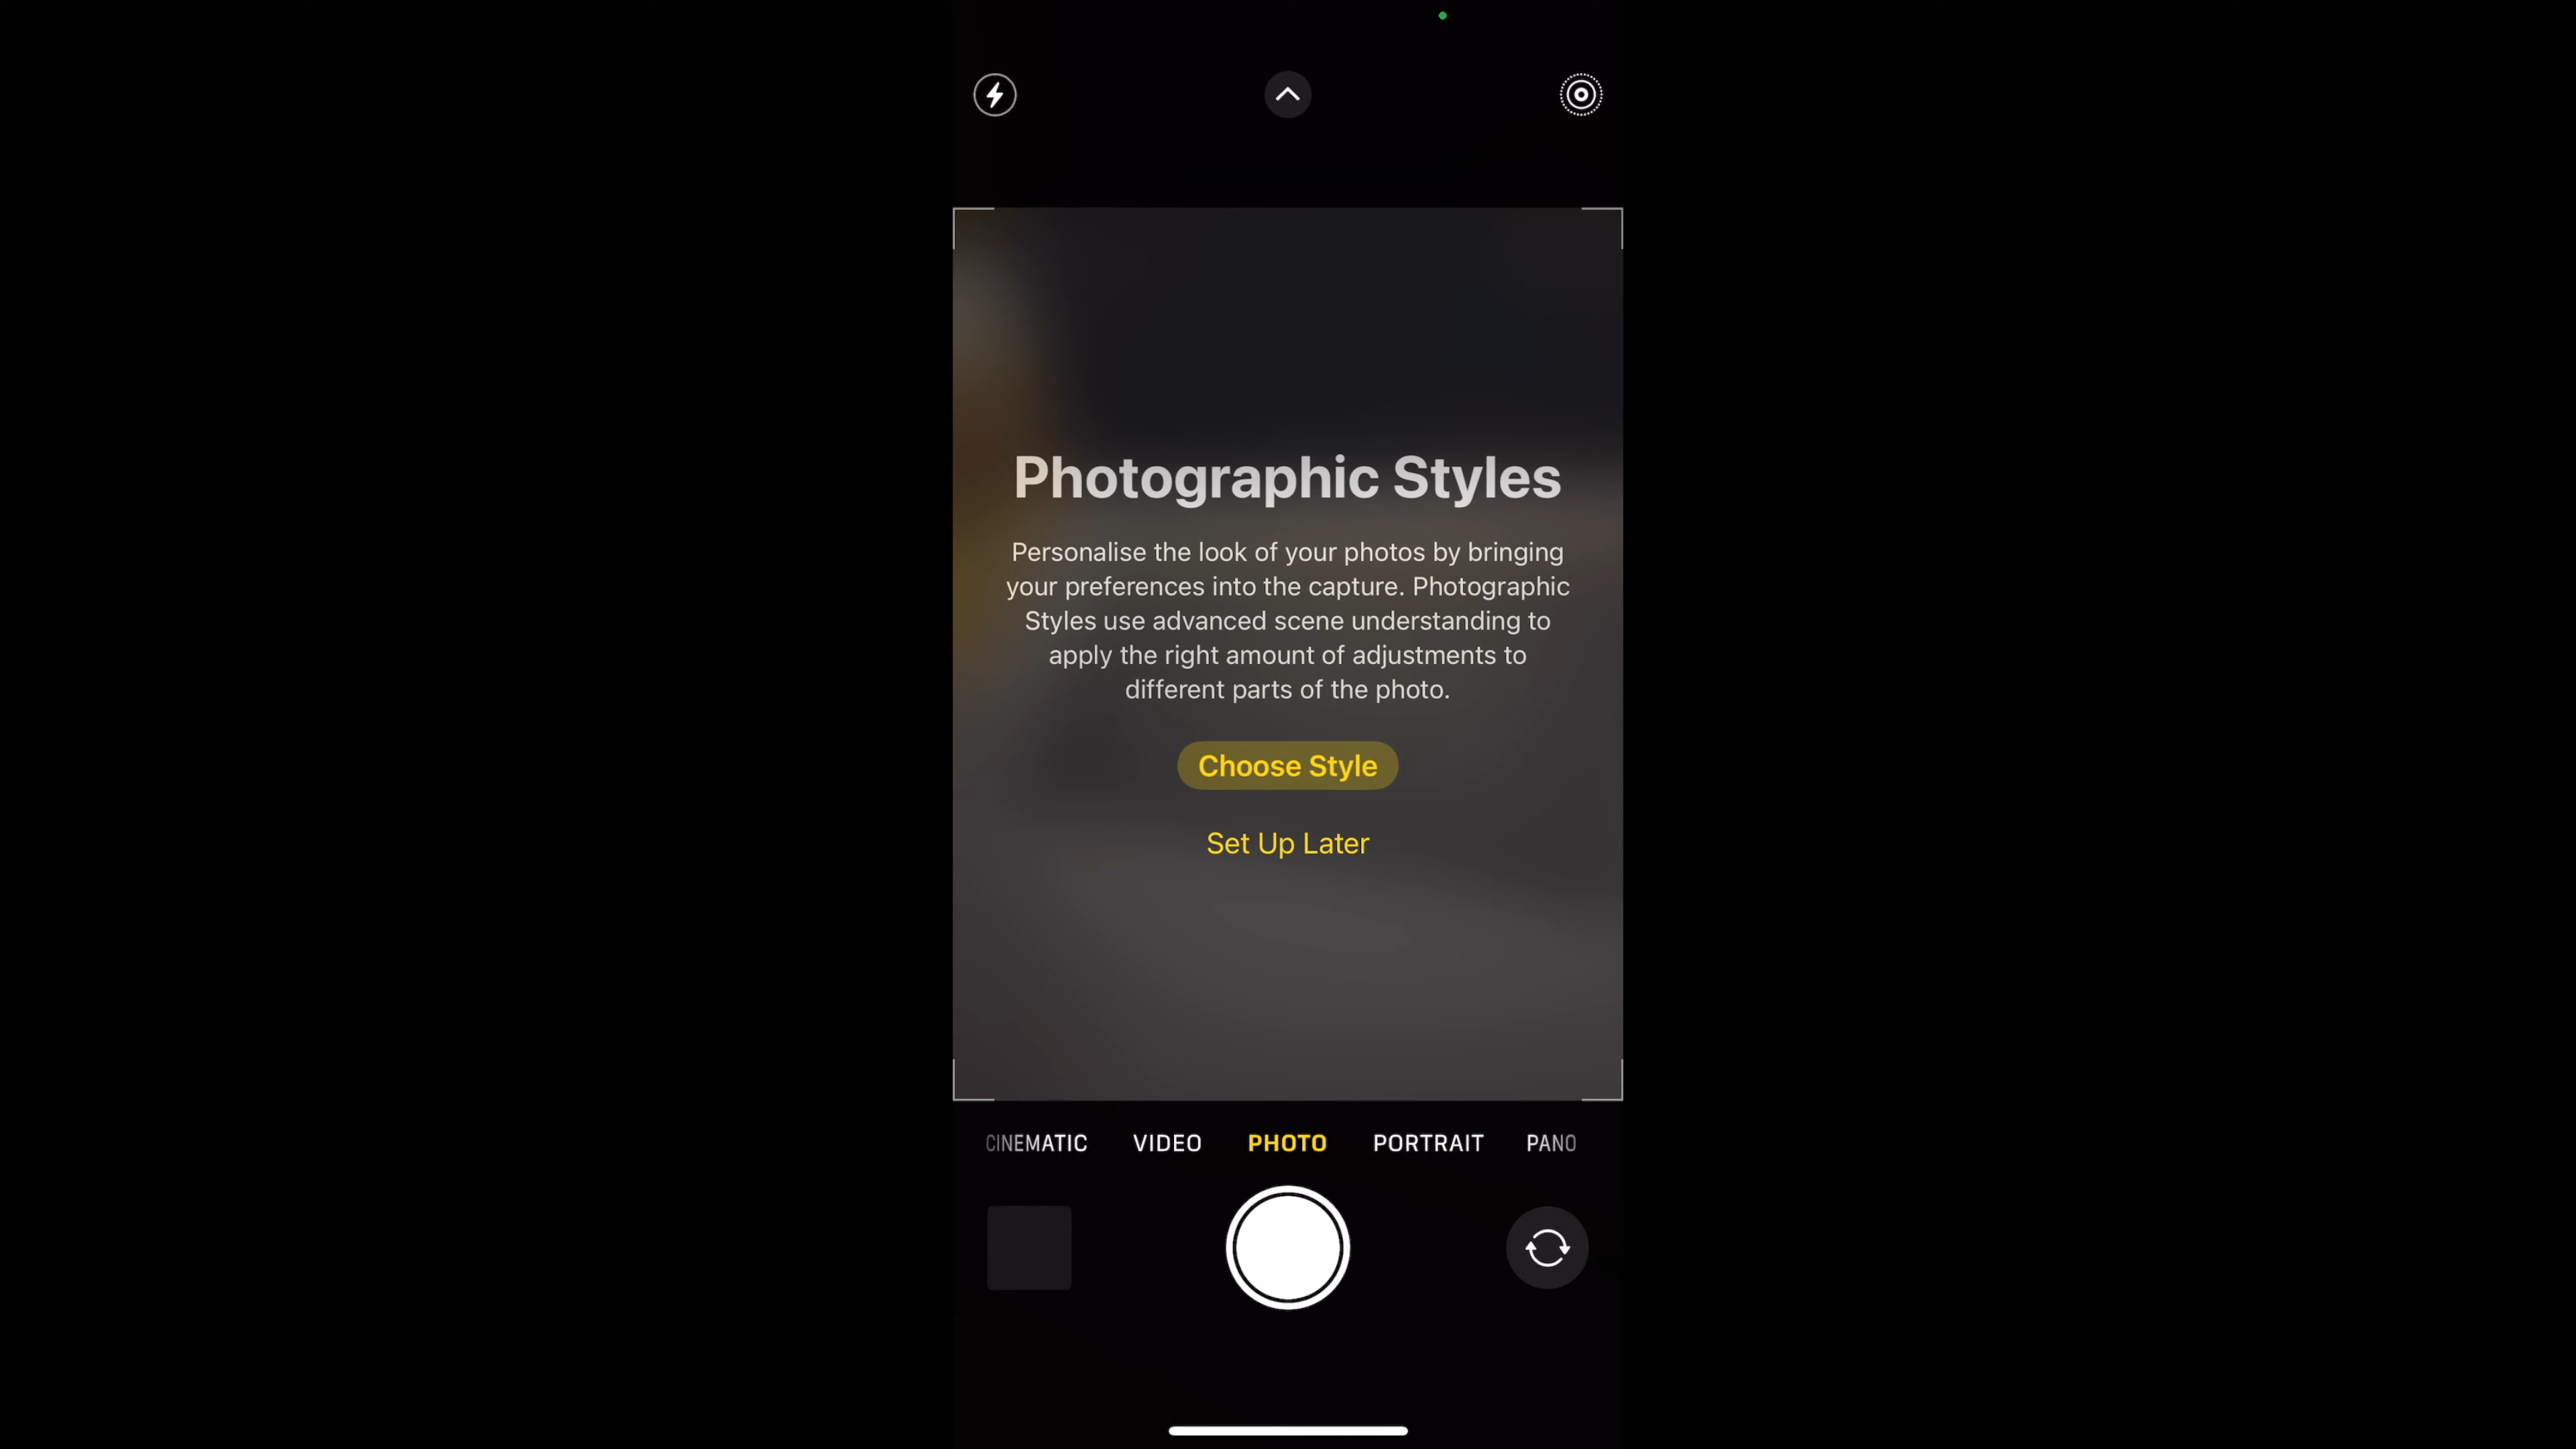 Photographic Styles
Personalise the look of your photos by bringing
your preferences into the capture. Photographic
Styles use advanced scene understanding to
apply the right amount of adjustments to
different parts of the photo.
Choose Style
Set Up Later
CINEMATIC VIDEO PHOTO PORTRAIT PANO